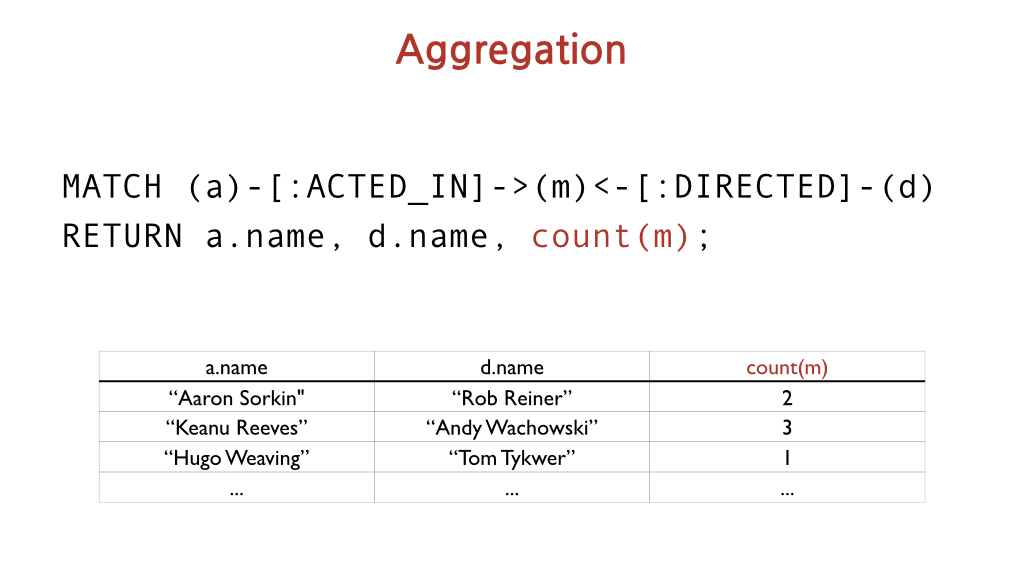 Aggregation
MATCH (a)-[:ACTED_IN]->(m)<-[:DIRECTED]-(d)
RETURN a.name, d.name, count(m);
a.name d.name count(m)
“Aaron Sorkin" “Rob Reiner” 2
“Keanu Reeves” “Andy Wachowski” 3
“Hugo Weaving” “Tom Tykwer” 1
... ... ...